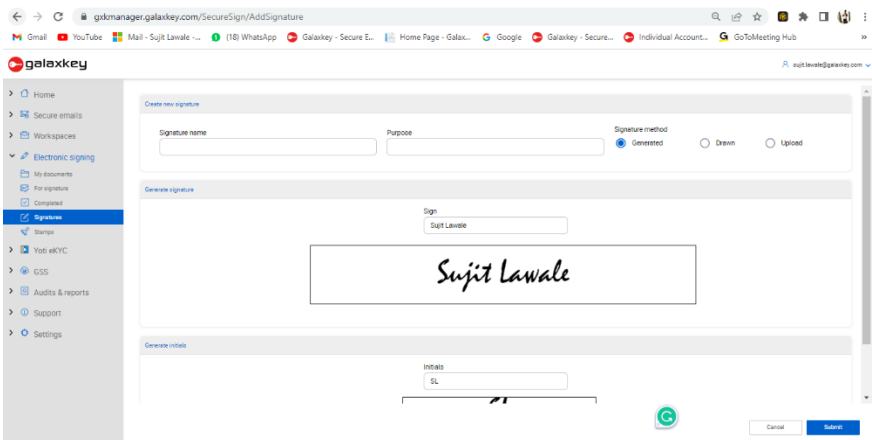 gxkmanager.galaxkey.com/SecureSign/AddSignature
Gmail YouTube Mail - Sujit Lawale -... (18) WhatsApp Galaxkey - Secure E... Home Page - Galax... Google Galaxkey - Secure... Individual Account... GoToMeeting Hub »
galaxkey
sujit.lawale@galaxkey.com
Home
Secure emails
Workspaces
Electronic signing
My documents
For signature
Completed
Signatures
Stamps
Yoti eKYC
GSS
Audits & reports
Support
Settings
Create new signature
Signature name Purpose Signature method
Generated Drawn Upload
Generate signature
Sign
Sujit Lawale
Sujit Lawale
Generate initials
Initials
SL
Cancel Submit